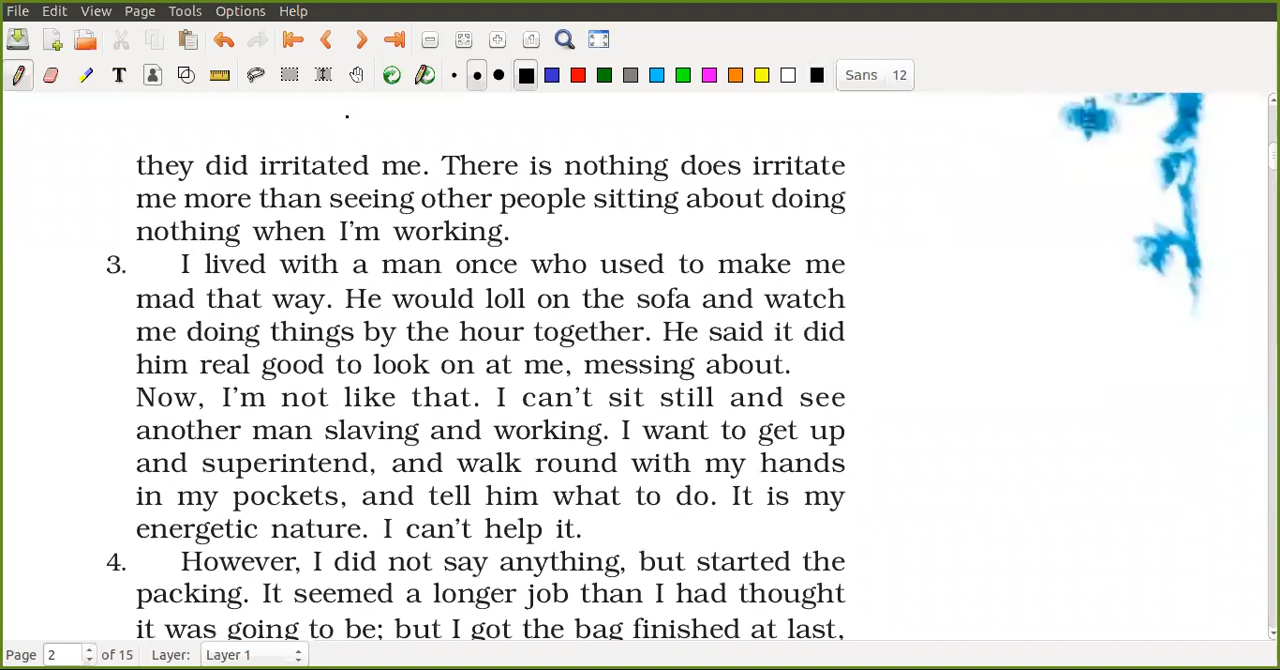 File Edit View Page Tools Options Help
T Sans 12
they did irritated me. There is nothing does irritate
me more than seeing other people sitting about doing
nothing when I'm working.
3. I lived with a man once who used to make me
mad that way. He would loll on the sofa and watch
me doing things by the hour together. He said it did
him real good to look on at me, messing about.
Now, I'm not like that. I can't sit still and see
another man slaving and working. I want to get up
and superintend, and walk round with my hands
in my pockets, and tell him what to do. It is my
energetic nature. I can't help it.
4. However, I did not say anything, but started the
packing. It seemed a longer job than I had thought
it was going to be; but I got the bag finished at last,
Page 2 of 15 Layer: Layer 1